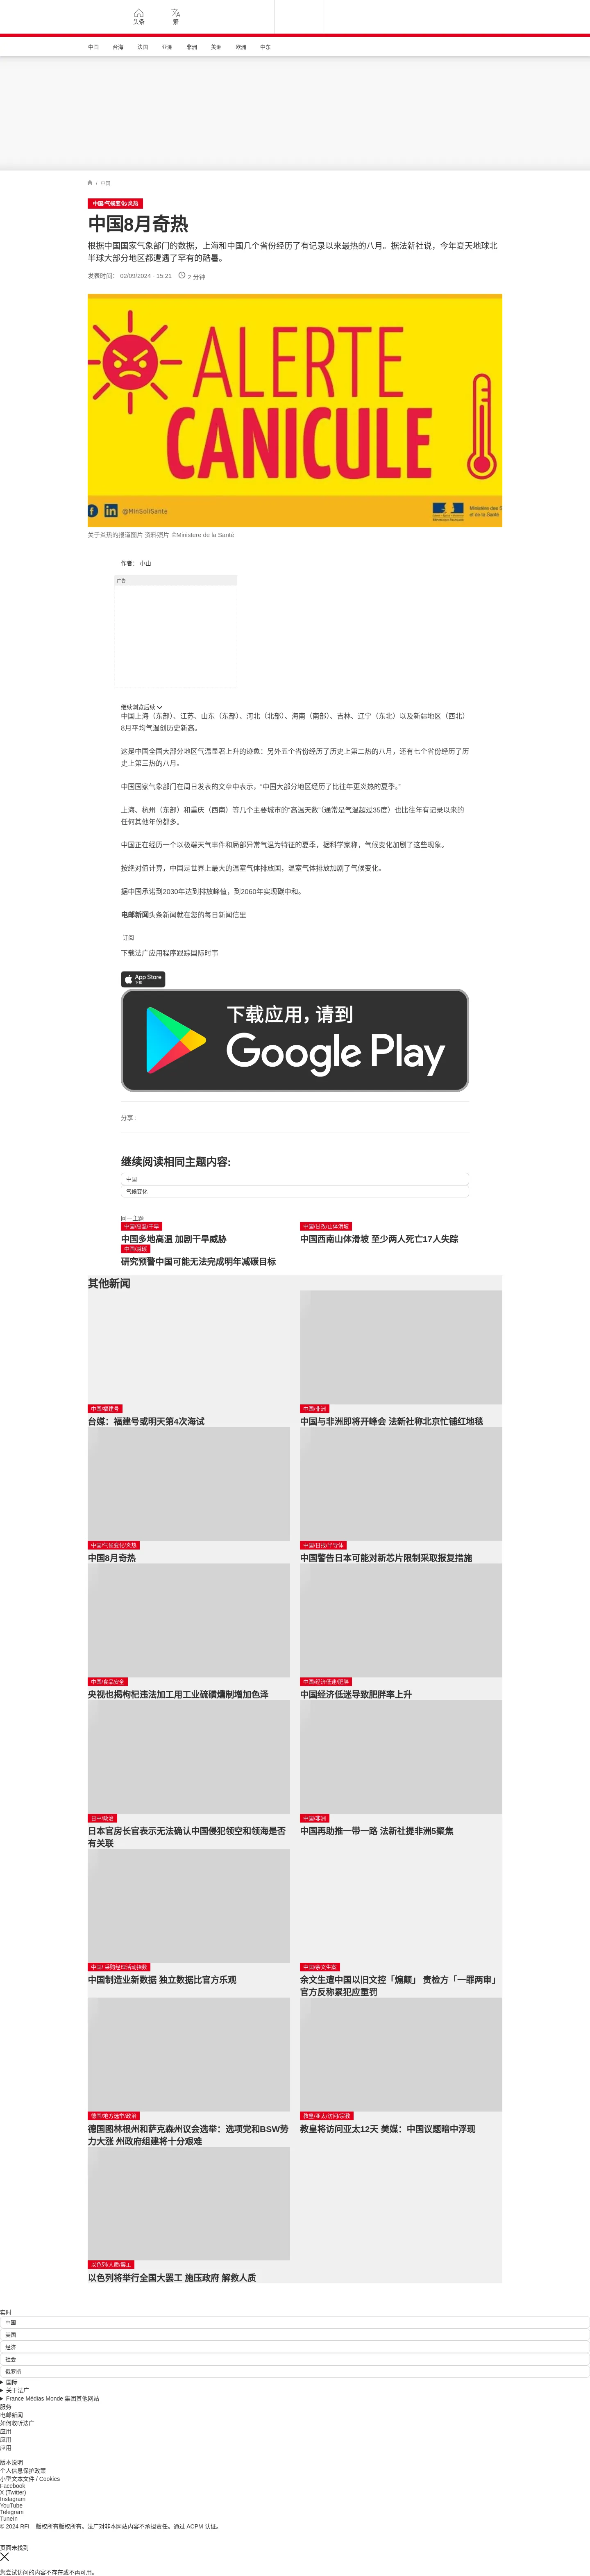 头条
繁
中国 台海 法国 亚洲 非洲 美洲 欧洲 中东
/ 中国
中国/气候变化/炎热
中国8月奇热
根据中国国家气象部门的数据，上海和中国几个省份经历了有记录以来最热的八月。据法新社说，今年夏天地球北
半球大部分地区都遭遇了罕有的酷暑。
发表时间： 02/09/2024 - 15:21 2 分钟
ALERTE
CANICULE
@MinSoliSante
关于炎热的报道图片 资料照片 ©Ministere de la Santé
作者： 小山
广告
继续浏览后续
中国上海（东部）、江苏、山东（东部）、河北（北部）、海南（南部）、吉林、辽宁（东北）以及新疆地区（西北）
8月平均气温创历史新高。
这是中国全国大部分地区气温显著上升的迹象：另外五个省份经历了历史上第二热的八月，还有七个省份经历了历
史上第三热的八月。
中国国家气象部门在周日发表的文章中表示，“中国大部分地区经历了比往年更炎热的夏季。”
上海、杭州（东部）和重庆（西南）等几个主要城市的“高温天数”（通常是气温超过35度）也比往年有记录以来的
任何其他年份都多。
中国正在经历一个以极端天气事件和局部异常气温为特征的夏季，据科学家称，气候变化加剧了这些现象。
按绝对值计算，中国是世界上最大的温室气体排放国，温室气体排放加剧了气候变化。
据中国承诺到2030年达到排放峰值，到2060年实现碳中和。
电邮新闻头条新闻就在您的每日新闻信里
订阅
下载法广应用程序跟踪国际时事
App Store
下载
下载应用，请到
Google Play
分享 :
继续阅读相同主题内容:
中国
气候变化
同一主题
中国/高温/干旱
中国多地高温 加剧干旱威胁
中国/甘孜/山体滑坡
中国西南山体滑坡 至少两人死亡17人失踪
中国/减碳
研究预警中国可能无法完成明年减碳目标
其他新闻
中国/福建号
台媒：福建号或明天第4次海试
中国/非洲
中国与非洲即将开峰会 法新社称北京忙铺红地毯
中国/气候变化/炎热
中国8月奇热
中国/日报/半导体
中国警告日本可能对新芯片限制采取报复措施
中国/食品安全
央视也揭枸杞违法加工用工业硫磺熏制增加色泽
中国/经济低迷/肥胖
中国经济低迷导致肥胖率上升
日中/政治
日本官房长官表示无法确认中国侵犯领空和领海是否
有关联
中国/非洲
中国再助推一带一路 法新社提非洲5聚焦
中国/ 采购经理活动指数
中国制造业新数据 独立数据比官方乐观
中国/余文生案
余文生遭中国以旧文控「煽颠」 责检方「一罪两审」
官方反称累犯应重罚
德国/地方选举/政治
德国图林根州和萨克森州议会选举：选项党和BSW势
力大涨 州政府组建将十分艰难
教皇/亚太/访问/宗教
教皇将访问亚太12天 美媒：中国议题暗中浮现
以色列/人质/罢工
以色列将举行全国大罢工 施压政府 解救人质
实时
中国
美国
经济
社会
俄罗斯
国际
关于法广
France Médias Monde 集团其他网站
服务
电邮新闻
如何收听法广
应用
应用
应用
版本说明
个人信息保护政策
小型文本文件 / Cookies
Facebook
X (Twitter)
Instagram
YouTube
Telegram
TuneIn
© 2024 RFI – 版权所有版权所有。法广对非本网站内容不承担责任。通过 ACPM 认证。
页面未找到
您尝试访问的内容不存在或不再可用。